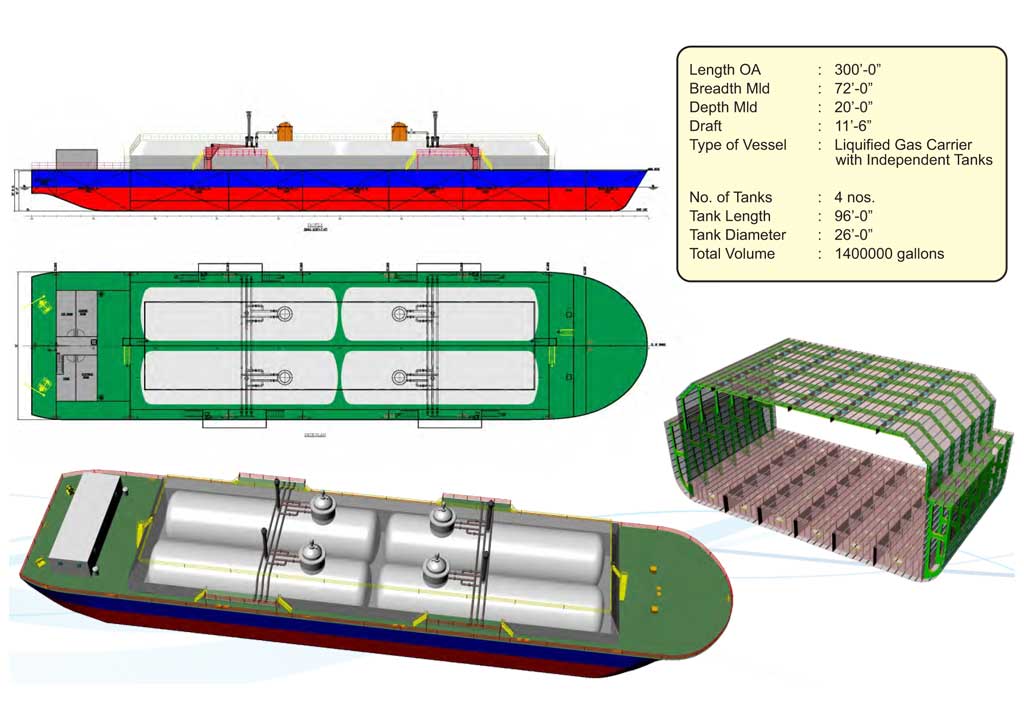 Length OA : 300’-0”
Breadth Mld : 72’-0”
Depth Mld : 20’-0”
Draft : 11’-6”
Type of Vessel : Liquified Gas Carrier
with Independent Tanks
No. of Tanks : 4 nos.
Tank Length : 96’-0”
Tank Diameter : 26’-0”
Total Volume : 1400000 gallons